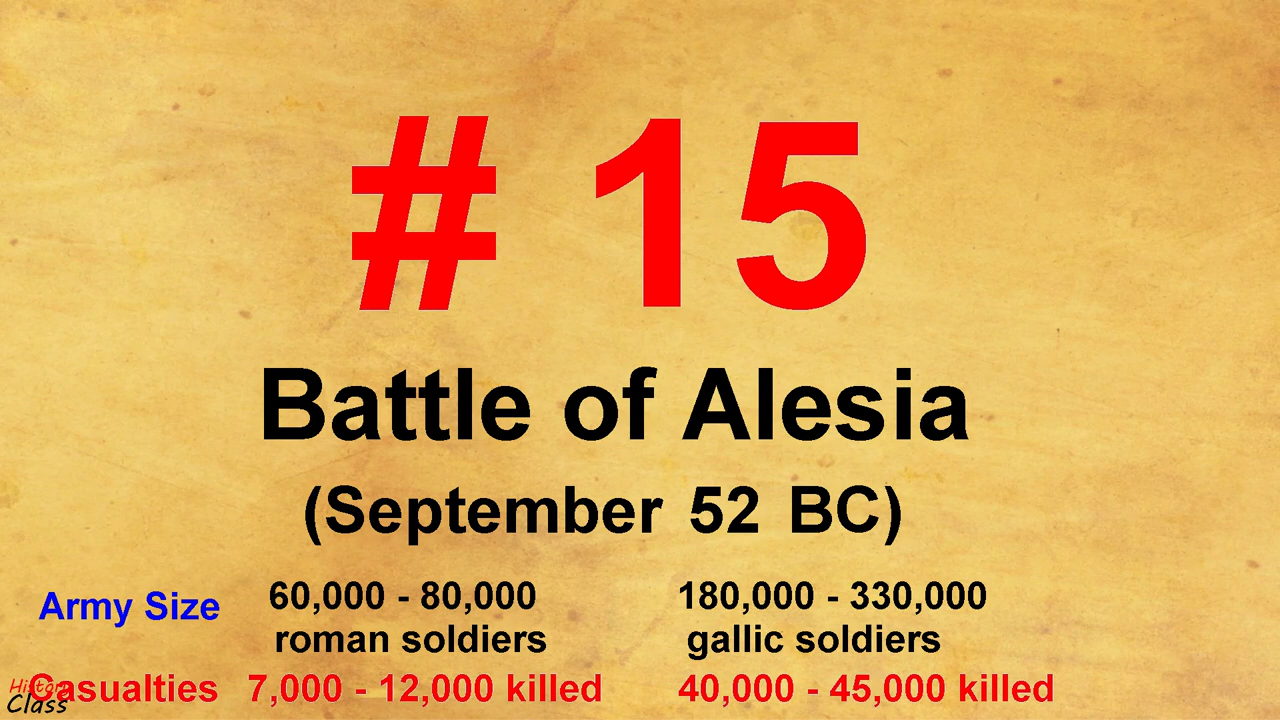 # 15
Battle of Alesia
(September 52 BC)
Army Size
60,000 - 80,000
roman soldiers
180,000 - 330,000
gallic soldiers
Casualties 7,000 - 12,000 killed 40,000 - 45,000 killed
History
Class